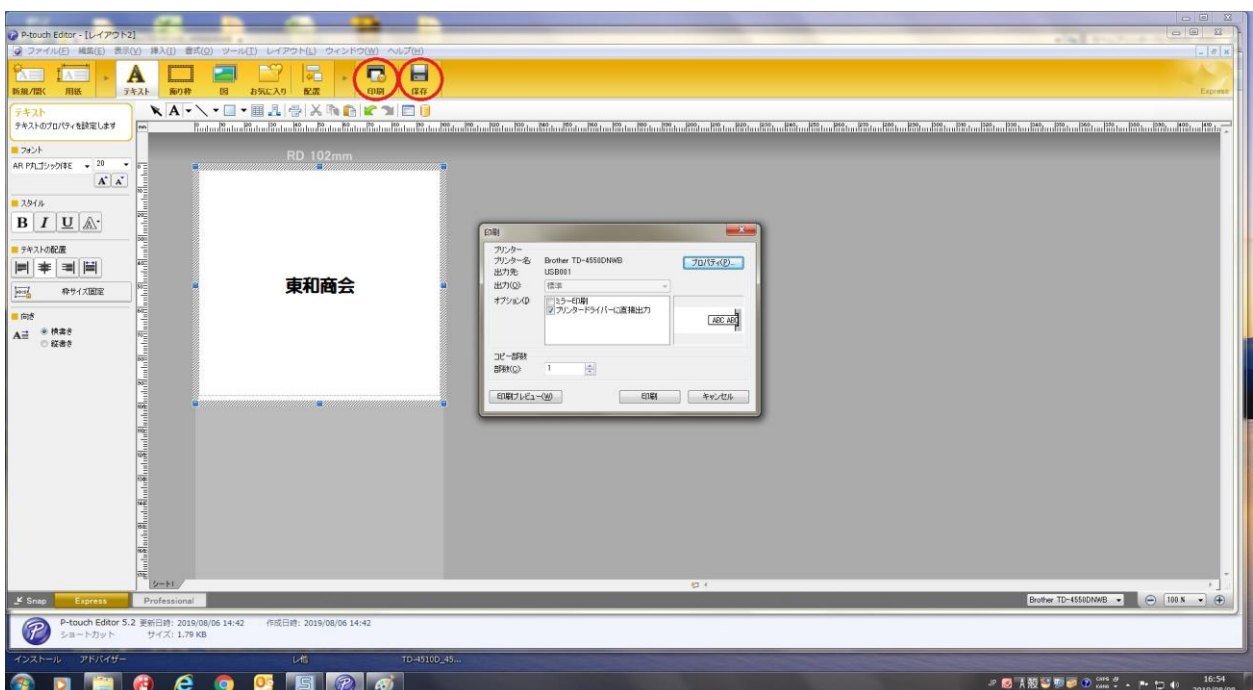 P-touch Editor - [レイアウト2]
ファイル(F) 編集(E) 表示(V) 挿入(I) 書式(O) ツール(T) レイアウト(L) ウィンドウ(W) ヘルプ(H)
新規/開く 用紙 テキスト 飾り枠 図 お気に入り 配置 印刷 保存
Express
テキスト
テキストのプロパティを設定します
フォント
20
スタイル
B I U A
テキストの配置
枠サイズ固定
向き
横書き
縦書き
RD 102mm
東和商会
印刷
プリンター
プリンター名 Brother TD-4550DNWB
プロパティ(P)...
出力先 USB001
出力(O) 標準
ミラー印刷
プリンタードライバーに直接出力
ABC ABC
コピー部数
部数(C): 1
印刷プレビュー(W) 印刷 キャンセル
シート1
Snap Express Professional
Brother TD-4550DNWB 100 %
P-touch Editor 5.2 更新日時: 2019/08/06 14:42 作成日時: 2019/08/06 14:42
ショートカット サイズ: 1.79 KB
インストール アドバイザー TD-4510D_45...
JP A 般 CAPS KANA 16:54